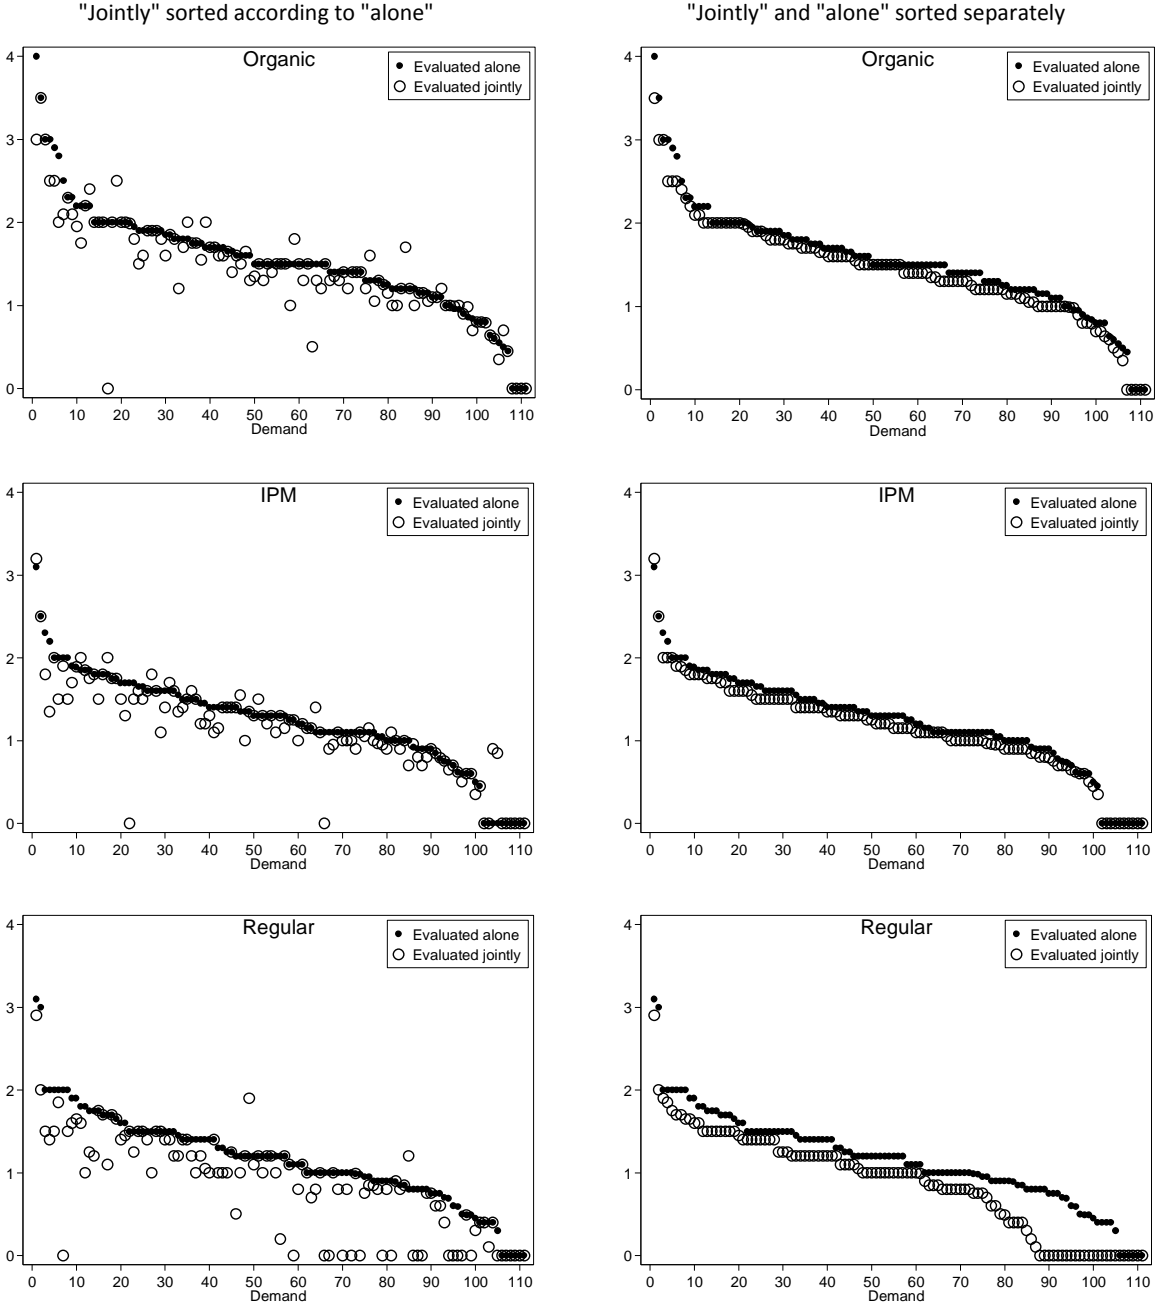 "Jointly" sorted according to "alone"
"Jointly" and "alone" sorted separately
Organic
Evaluated alone
Evaluated jointly
4
3
2
1
0
0 10 20 30 40 50 60 70 80 90 100 110
Demand
Organic
Evaluated alone
Evaluated jointly
4
3
2
1
0
0 10 20 30 40 50 60 70 80 90 100 110
Demand
IPM
Evaluated alone
Evaluated jointly
4
3
2
1
0
0 10 20 30 40 50 60 70 80 90 100 110
Demand
IPM
Evaluated alone
Evaluated jointly
4
3
2
1
0
0 10 20 30 40 50 60 70 80 90 100 110
Demand
Regular
Evaluated alone
Evaluated jointly
4
3
2
1
0
0 10 20 30 40 50 60 70 80 90 100 110
Demand
Regular
Evaluated alone
Evaluated jointly
4
3
2
1
0
0 10 20 30 40 50 60 70 80 90 100 110
Demand